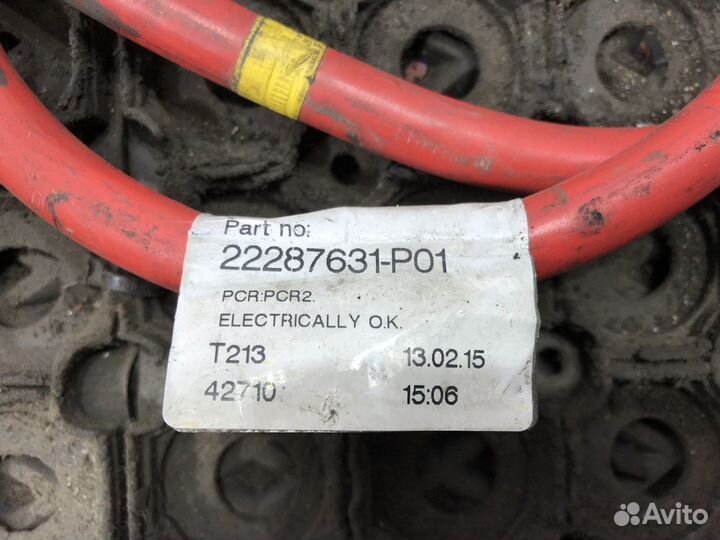 Part no:
22287631-P01
PCR:PCR2.
ELECTRICALLY O.K.
T213 13.02.15
42710 15:06
Avito